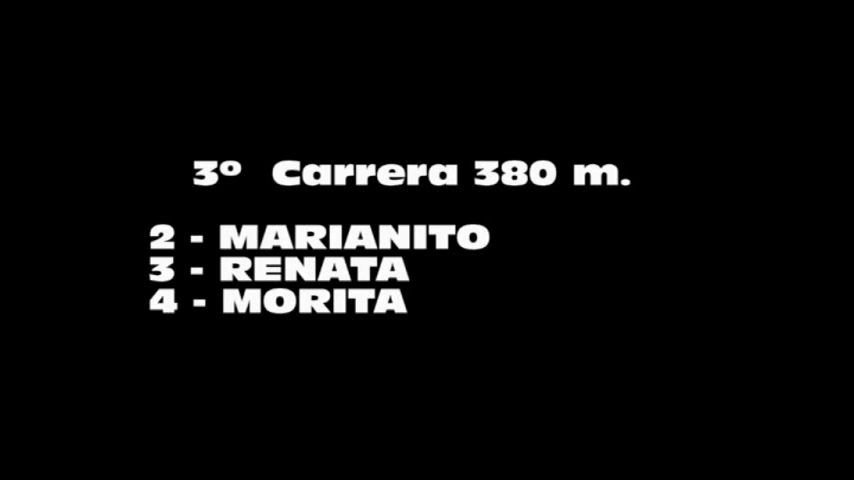 3º Carrera 380 m.
2 - MARIANITO
3 - RENATA
4 - MORITA